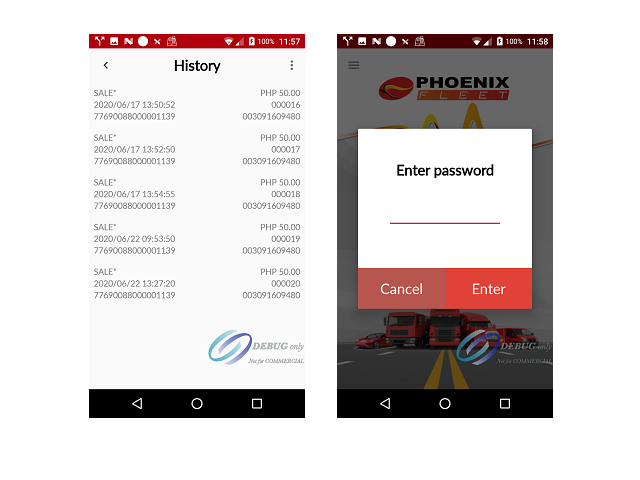 100% 11:57
History
SALE* PHP 50.00
2020/06/17 13:50:52 000016
77690088000001139 003091609480
SALE* PHP 50.00
2020/06/17 13:52:50 000017
77690088000001139 003091609480
SALE* PHP 50.00
2020/06/17 13:54:55 000018
77690088000001139 003091609480
SALE* PHP 50.00
2020/06/22 09:53:50 000019
77690088000001139 003091609480
SALE* PHP 50.00
2020/06/22 13:27:20 000020
77690088000001139 003091609480
DEBUG only
Not for COMMERCIAL
100% 11:58
PHOENIX
FLEET
Enter password
Cancel Enter
DEBUG only
Not for COMMERCIAL